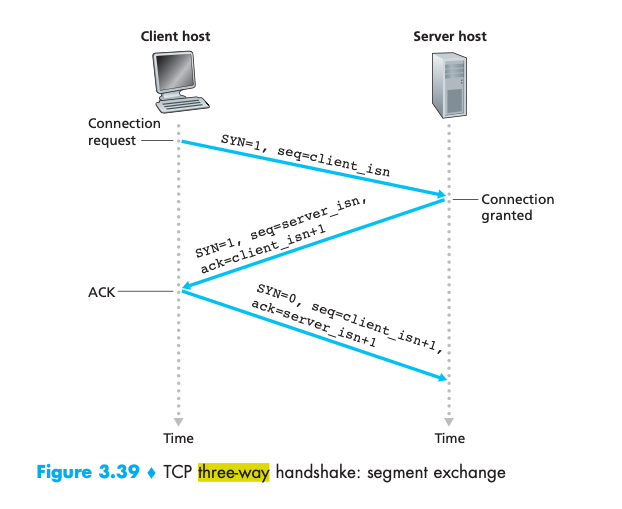 Client host
Server host
Connection
request
SYN=1, seq=client_isn
Connection
granted
SYN=1, seq=server_isn,
ack=client_isn+1
ACK
SYN=0, seq=client_isn+1,
ack=server_isn+1
Time
Time
Figure 3.39 ♦ TCP three-way handshake: segment exchange